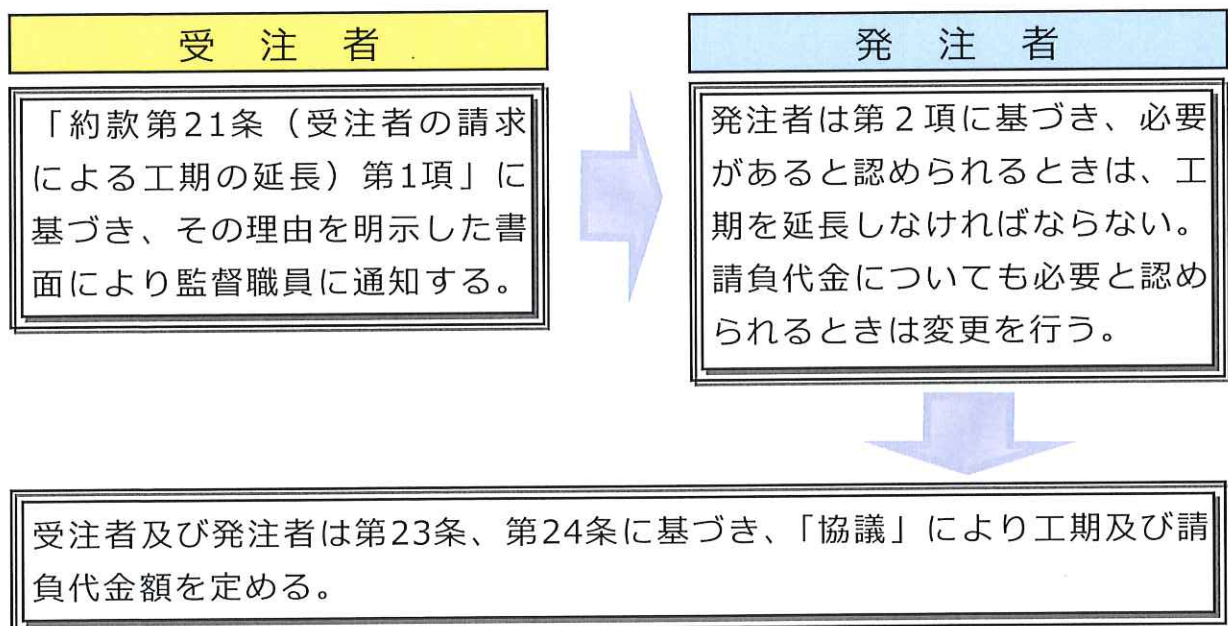 受 注 者
「約款第21条（受注者の請求
による工期の延長）第1項」に
基づき、その理由を明示した書
面により監督職員に通知する。
発 注 者
発注者は第２項に基づき、必要
があると認められるときは、工
期を延長しなければならない。
請負代金についても必要と認め
られるときは変更を行う。
受注者及び発注者は第23条、第24条に基づき、「協議」により工期及び請
負代金額を定める。